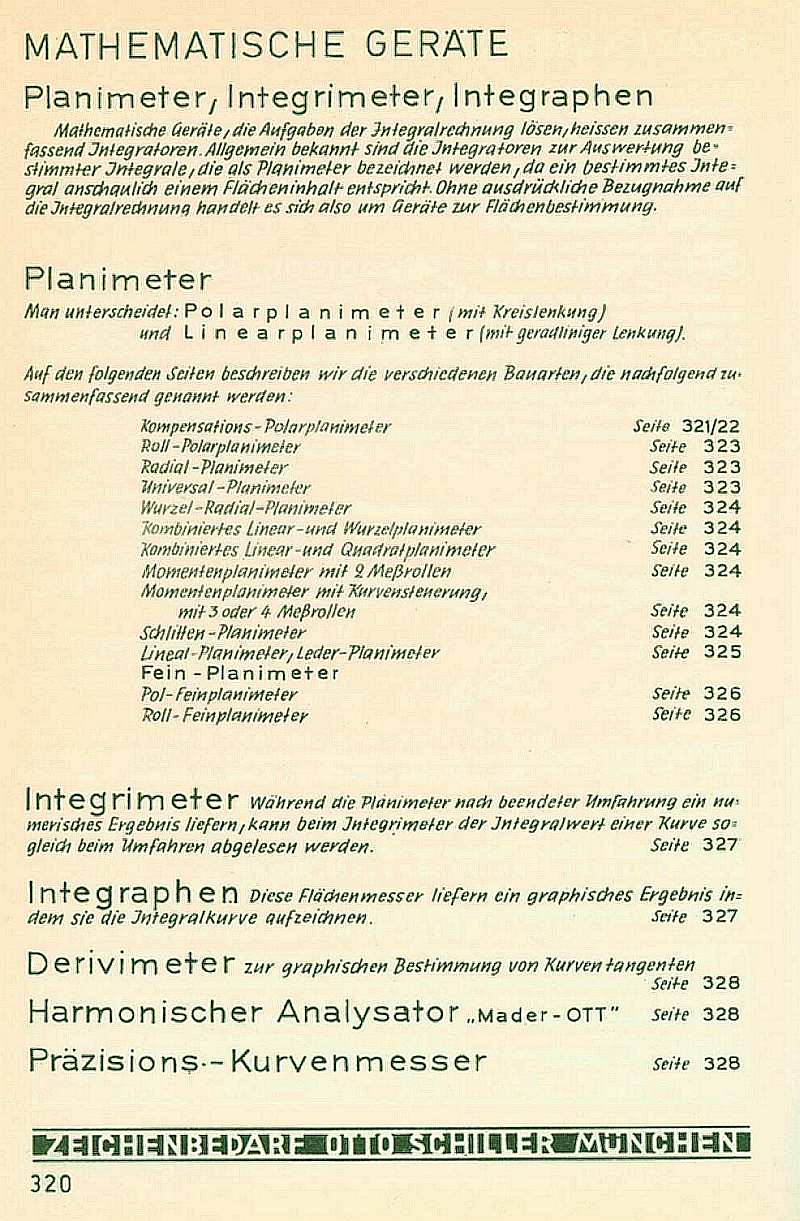 MATHEMATISCHE GERÄTE
Planimeter, Integrimeter, Integraphen
Mathematische Geräte, die Aufgaben der Integralrechnung lösen, heissen zusammen=
fassend Integratoren. Allgemein bekannt sind die Integratoren zur Auswertung be=
stimmter Integrale, die als Planimeter bezeichnet werden, da ein bestimmtes Inte=
gral anschaulich einem Flächeninhalt entspricht. Ohne ausdrückliche Bezugnahme auf
die Integralrechnung handelt es sich also um Geräte zur Flächenbestimmung.
Planimeter
Man unterscheidet: Polarplanimeter (mit Kreislenkung)
und Linearplanimeter (mit geradliniger Lenkung).
Auf den folgenden Seiten beschreiben wir die verschiedenen Bauarten, die nachfolgend zu=
sammenfassend genannt werden:
Kompensations-Polarplanimeter Seite 321/22
Roll-Polarplanimeter Seite 323
Radial-Planimeter Seite 323
Universal-Planimeter Seite 323
Wurzel-Radial-Planimeter Seite 324
Kombiniertes Linear-und Wurzelplanimeter Seite 324
Kombiniertes Linear-und Quadratplanimeter Seite 324
Momentenplanimeter mit 2 Meßrollen Seite 324
Momentenplanimeter mit Kurvensteuerung,
mit 3 oder 4 Meßrollen Seite 324
Schlitten-Planimeter Seite 324
Lineal-Planimeter, Leder-Planimeter Seite 325
Fein-Planimeter
Pol-Feinplanimeter Seite 326
Roll-Feinplanimeter Seite 326
Integrimeter Während die Planimeter nach beendeter Umfahrung ein nu=
merisches Ergebnis liefern, kann beim Integrimeter der Integralwert einer Kurve so=
gleich beim Umfahren abgelesen werden. Seite 327
Integraphen Diese Flächenmesser liefern ein graphisches Ergebnis in=
dem sie die Integralkurve aufzeichnen. Seite 327
Derivimeter zur graphischen Bestimmung von Kurventangenten
Seite 328
Harmonischer Analysator „Mader-OTT" Seite 328
Präzisions-Kurvenmesser Seite 328
ZEICHENBEDARF OTTO SCHILLER MÜNCHEN
320